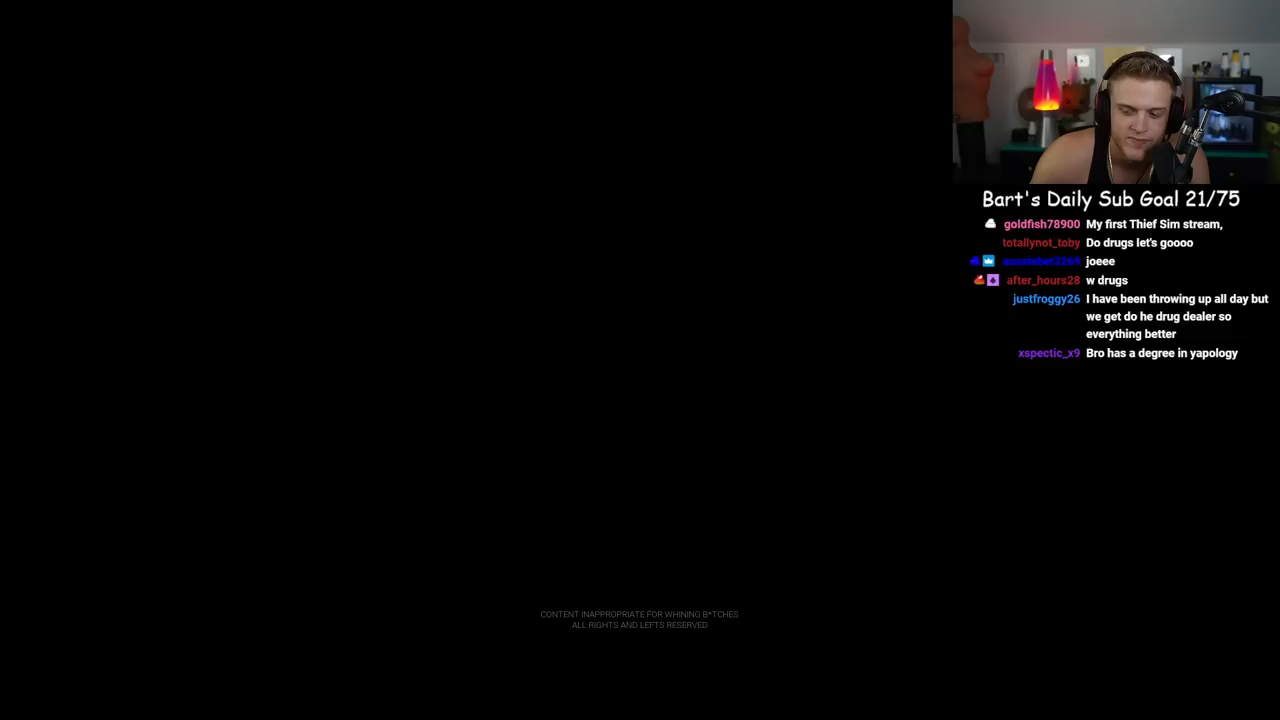 Bart's Daily Sub Goal 21/75
goldfish78900 My first Thief Sim stream,
totallynot_toby Do drugs let's goooo
joeee
after_hours28 w drugs
justfroggy26 I have been throwing up all day but
we get do he drug dealer so
everything better
xspectic_x9 Bro has a degree in yapology
CONTENT INAPPROPRIATE FOR WHINING B*TCHES
ALL RIGHTS AND LEFTS RESERVED